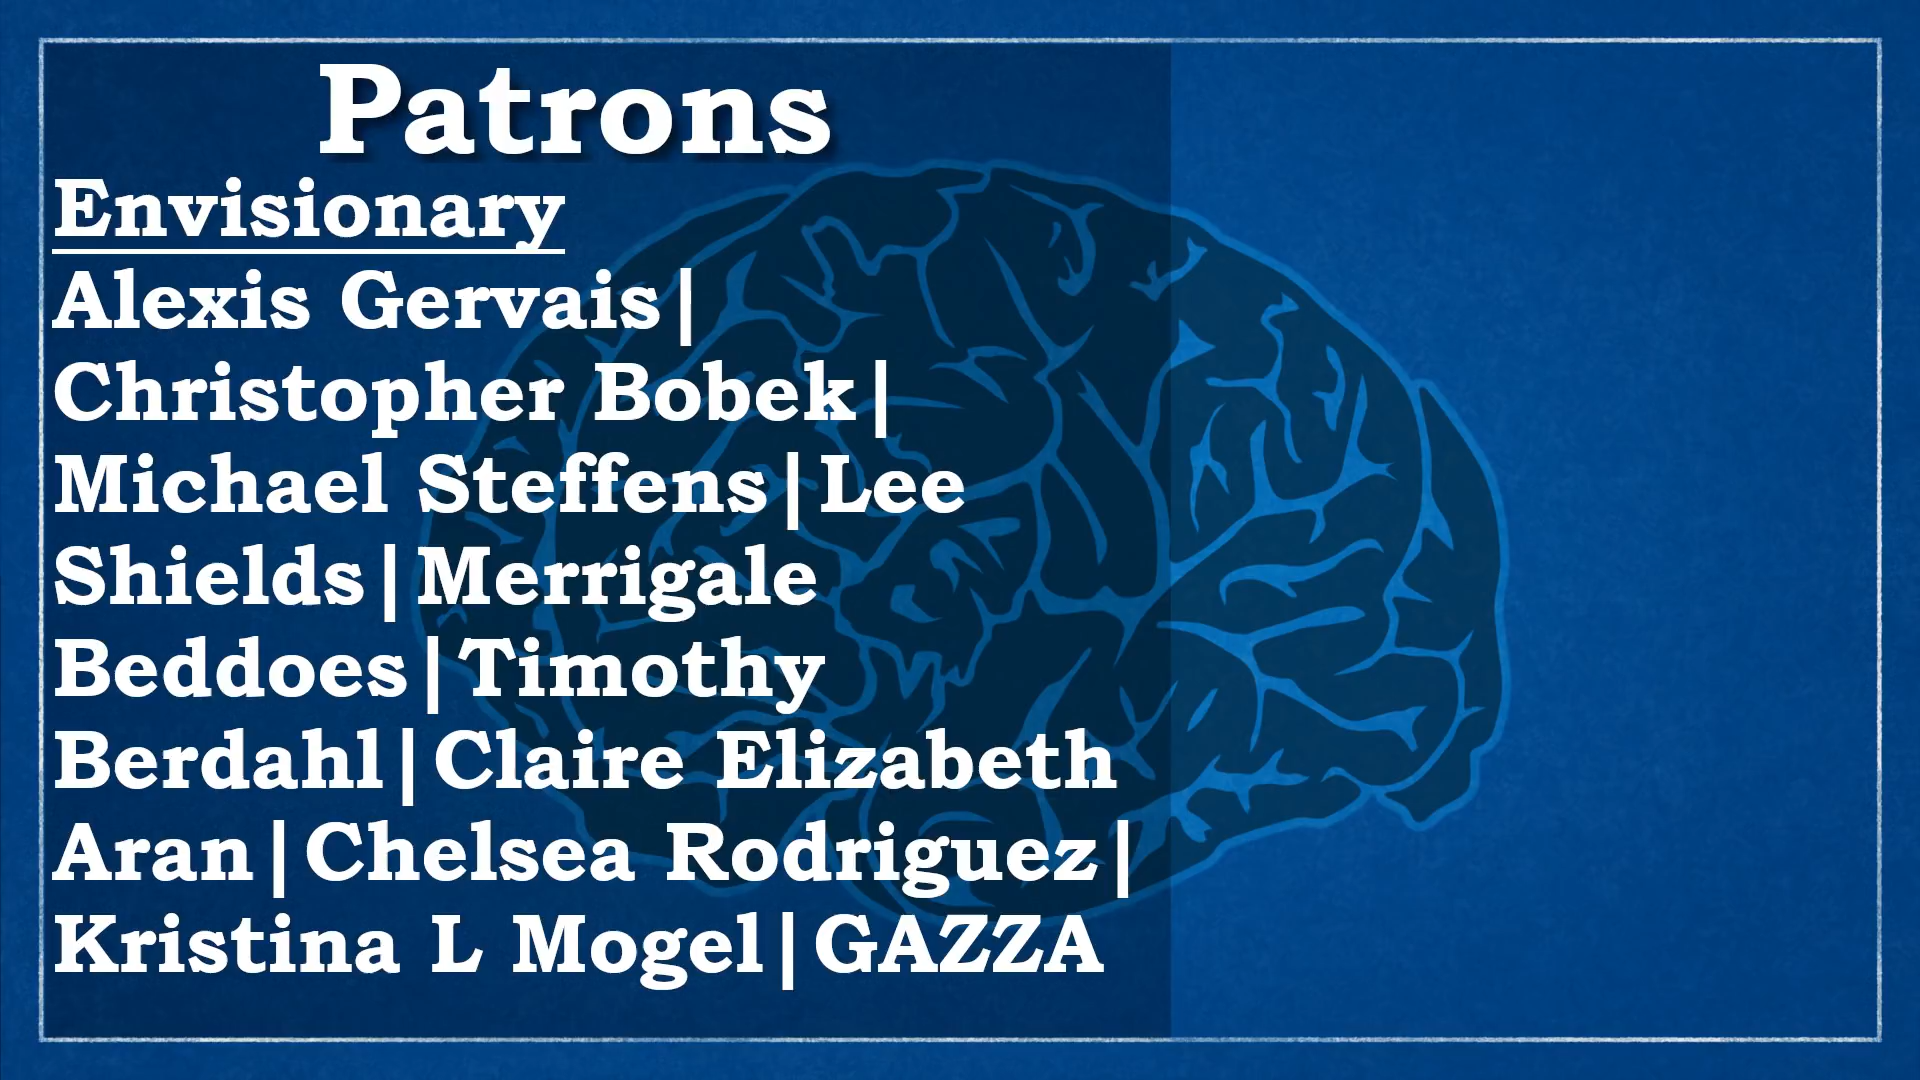 Patrons
Envisionary
Alexis Gervais|
Christopher Bobek|
Michael Steffens|Lee
Shields|Merrigale
Beddoes|Timothy
Berdahl|Claire Elizabeth
Aran|Chelsea Rodriguez|
Kristina L Mogel|GAZZA